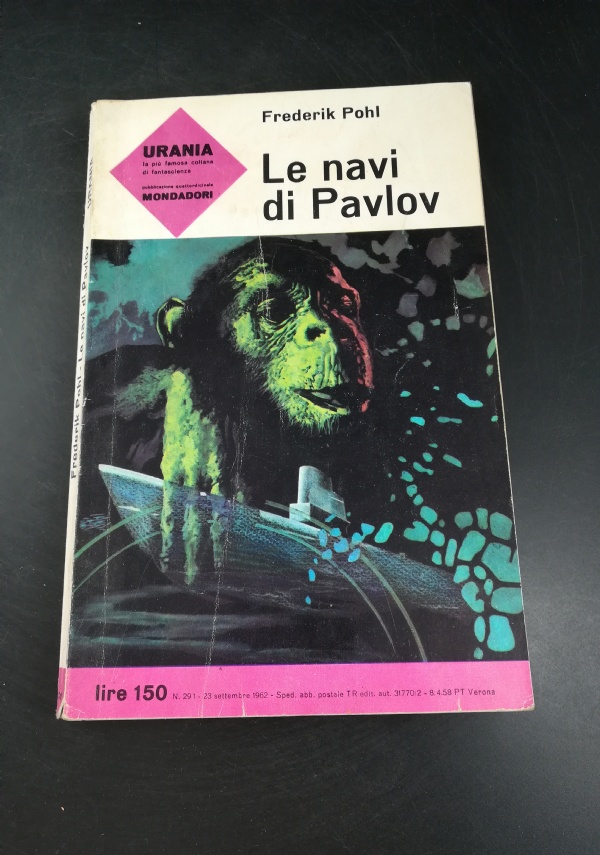 Frederik Pohl
URANIA
la più famosa collana
di fantascienza
pubblicazione quattordicinale
MONDADORI
Le navi
di Pavlov
Frederik Pohl - Le navi di Pavlov
lire 150 N. 291 - 23 settembre 1962 - Sped. abb. postale TR edit. aut. 31770/2 - 8.4.58 PT Verona